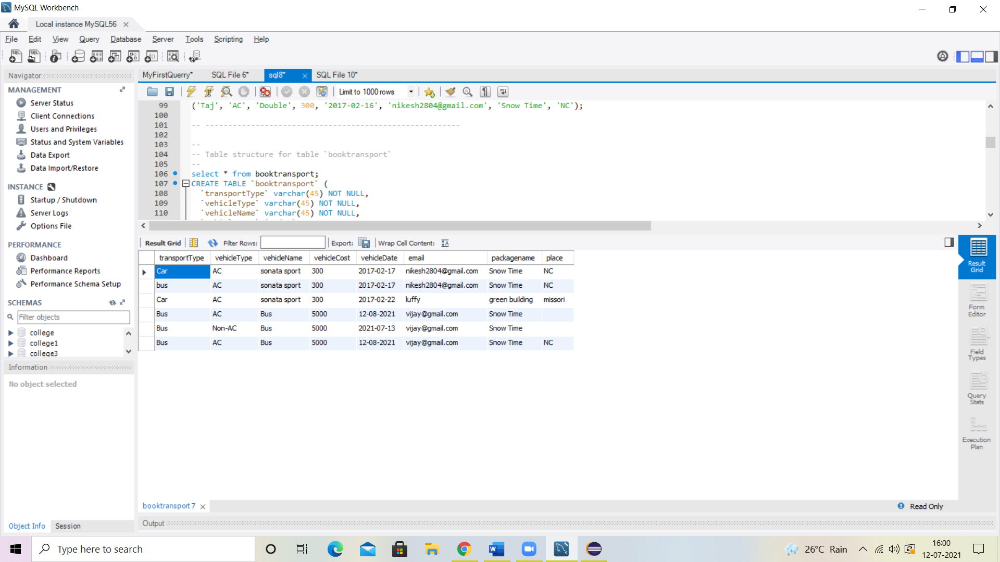 MySQL Workbench
Local instance MySQL56
File Edit View Query Database Server Tools Scripting Help
Navigator
MANAGEMENT
Server Status
Client Connections
Users and Privileges
Status and System Variables
Data Export
Data Import/Restore
INSTANCE
Startup / Shutdown
Server Logs
Options File
PERFORMANCE
Dashboard
Performance Reports
Performance Schema Setup
SCHEMAS
Filter objects
college
college1
college3
Information
No object selected
Object Info Session
MyFirstQuerry* SQL File 6* sql8* SQL File 10*
Limit to 1000 rows
99 ('Taj', 'AC', 'Double', 300, '2017-02-16', 'nikesh2804@gmail.com', 'Snow Time', 'NC');
100
101 -- --------------------------------------------------------
102
103 --
104 -- Table structure for table `booktransport`
105 --
106 select * from booktransport;
107 CREATE TABLE `booktransport` (
108 `transportType` varchar(45) NOT NULL,
109 `vehicleType` varchar(45) NOT NULL,
110 `vehicleName` varchar(45) NOT NULL,
Result Grid Filter Rows: Export: Wrap Cell Content:
transportType vehicleType vehicleName vehicleCost vehicleDate email packagename place
Car AC sonata sport 300 2017-02-17 nikesh2804@gmail.com Snow Time NC
bus AC sonata sport 300 2017-02-17 nikesh2804@gmail.com Snow Time NC
Car AC sonata sport 300 2017-02-22 luffy green building missori
Bus AC Bus 5000 12-08-2021 vijay@gmail.com Snow Time
Bus Non-AC Bus 5000 2021-07-13 vijay@gmail.com Snow Time
Bus AC Bus 5000 12-08-2021 vijay@gmail.com Snow Time NC
Result
Grid
Form
Editor
Field
Types
Query
Stats
Execution
Plan
booktransport 7
Read Only
Output
Type here to search
26°C Rain
16:00
12-07-2021